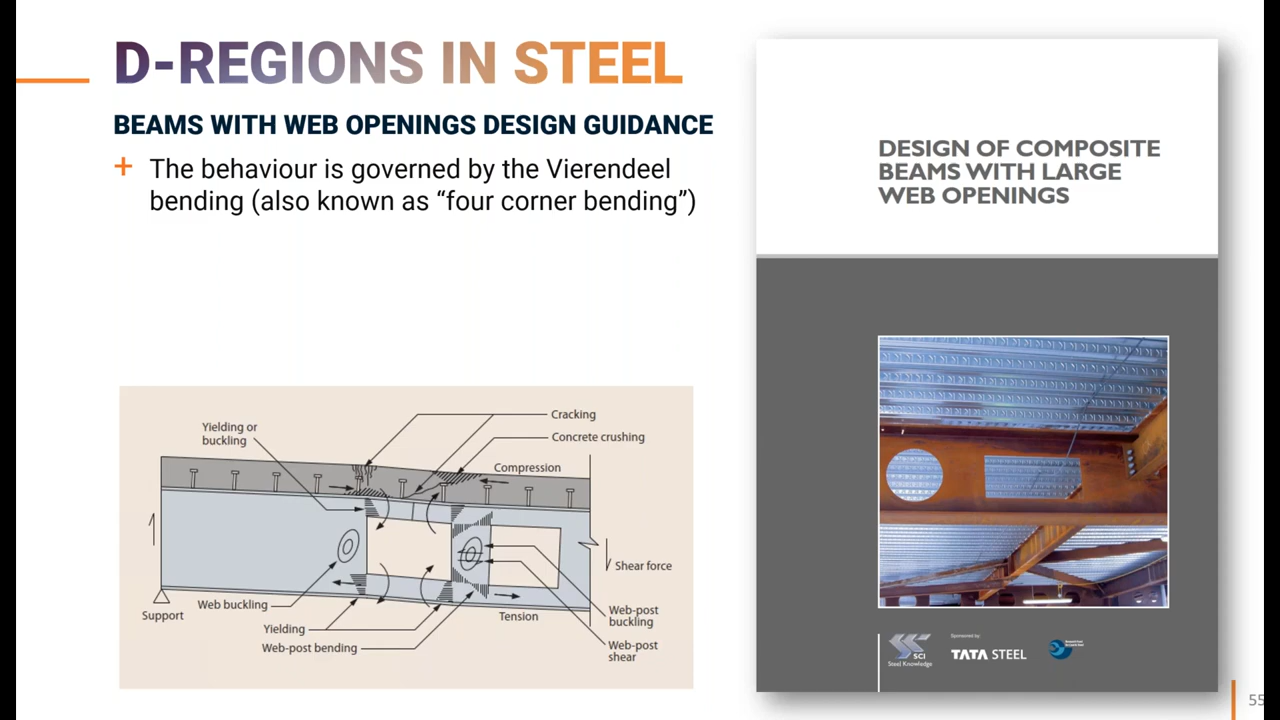 D-REGIONS IN STEEL
BEAMS WITH WEB OPENINGS DESIGN GUIDANCE
+ The behaviour is governed by the Vierendeel
bending (also known as “four corner bending”)
Yielding or
buckling
Cracking
Concrete crushing
Compression
Shear force
Support
Web buckling
Yielding
Web-post bending
Tension
Web-post
buckling
Web-post
shear
DESIGN OF COMPOSITE
BEAMS WITH LARGE
WEB OPENINGS
SCI
Steel Knowledge
Sponsored by
TATA STEEL
55